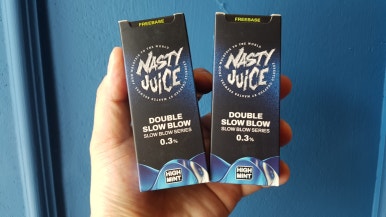 FREEBASE
NASTY
JUICE
DOUBLE
SLOW BLOW
SLOW BLOW SERIES
0.3%
HIGH
MINT
FREEBASE
NASTY
JUICE
DOUBLE
SLOW BLOW
SLOW BLOW SERIES
0.3%
HIGH
MINT